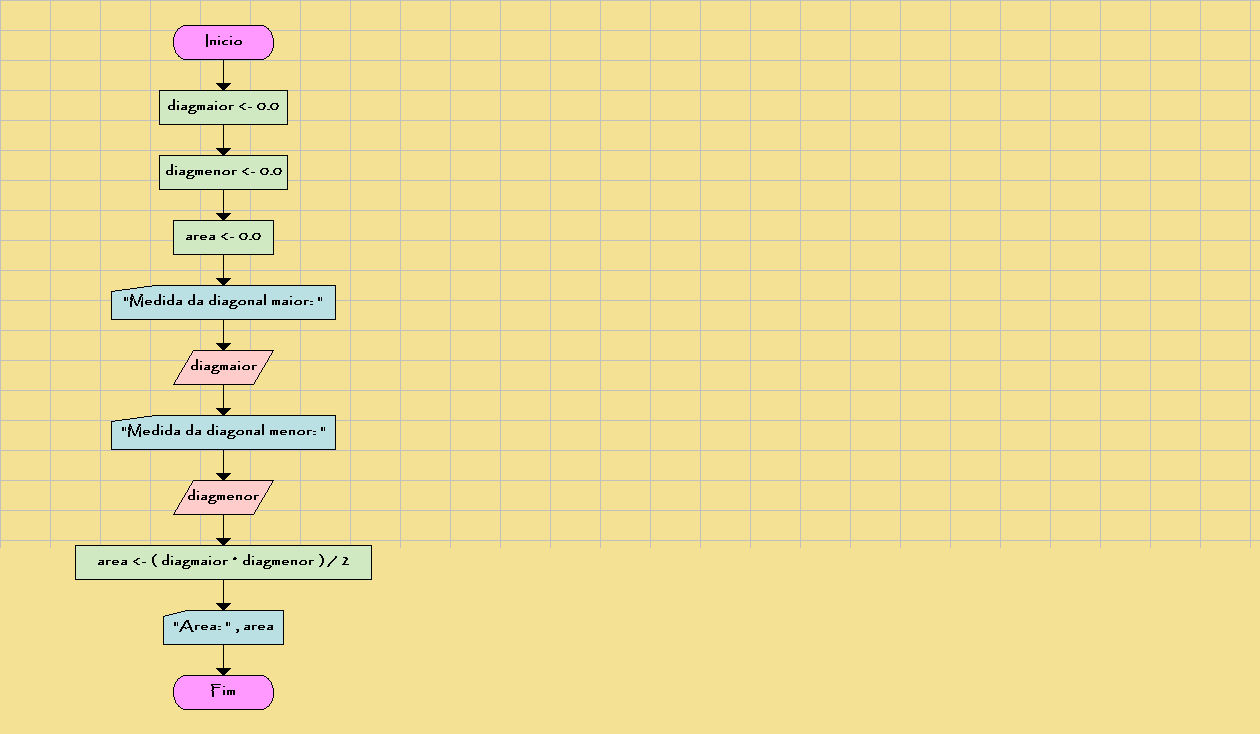 Inicio
diagmaior <- 0.0
diagmenor <- 0.0
area <- 0.0
"Medida da diagonal maior: "
diagmaior
"Medida da diagonal menor: "
diagmenor
area <- ( diagmaior * diagmenor ) / 2
"Area: " , area
Fim